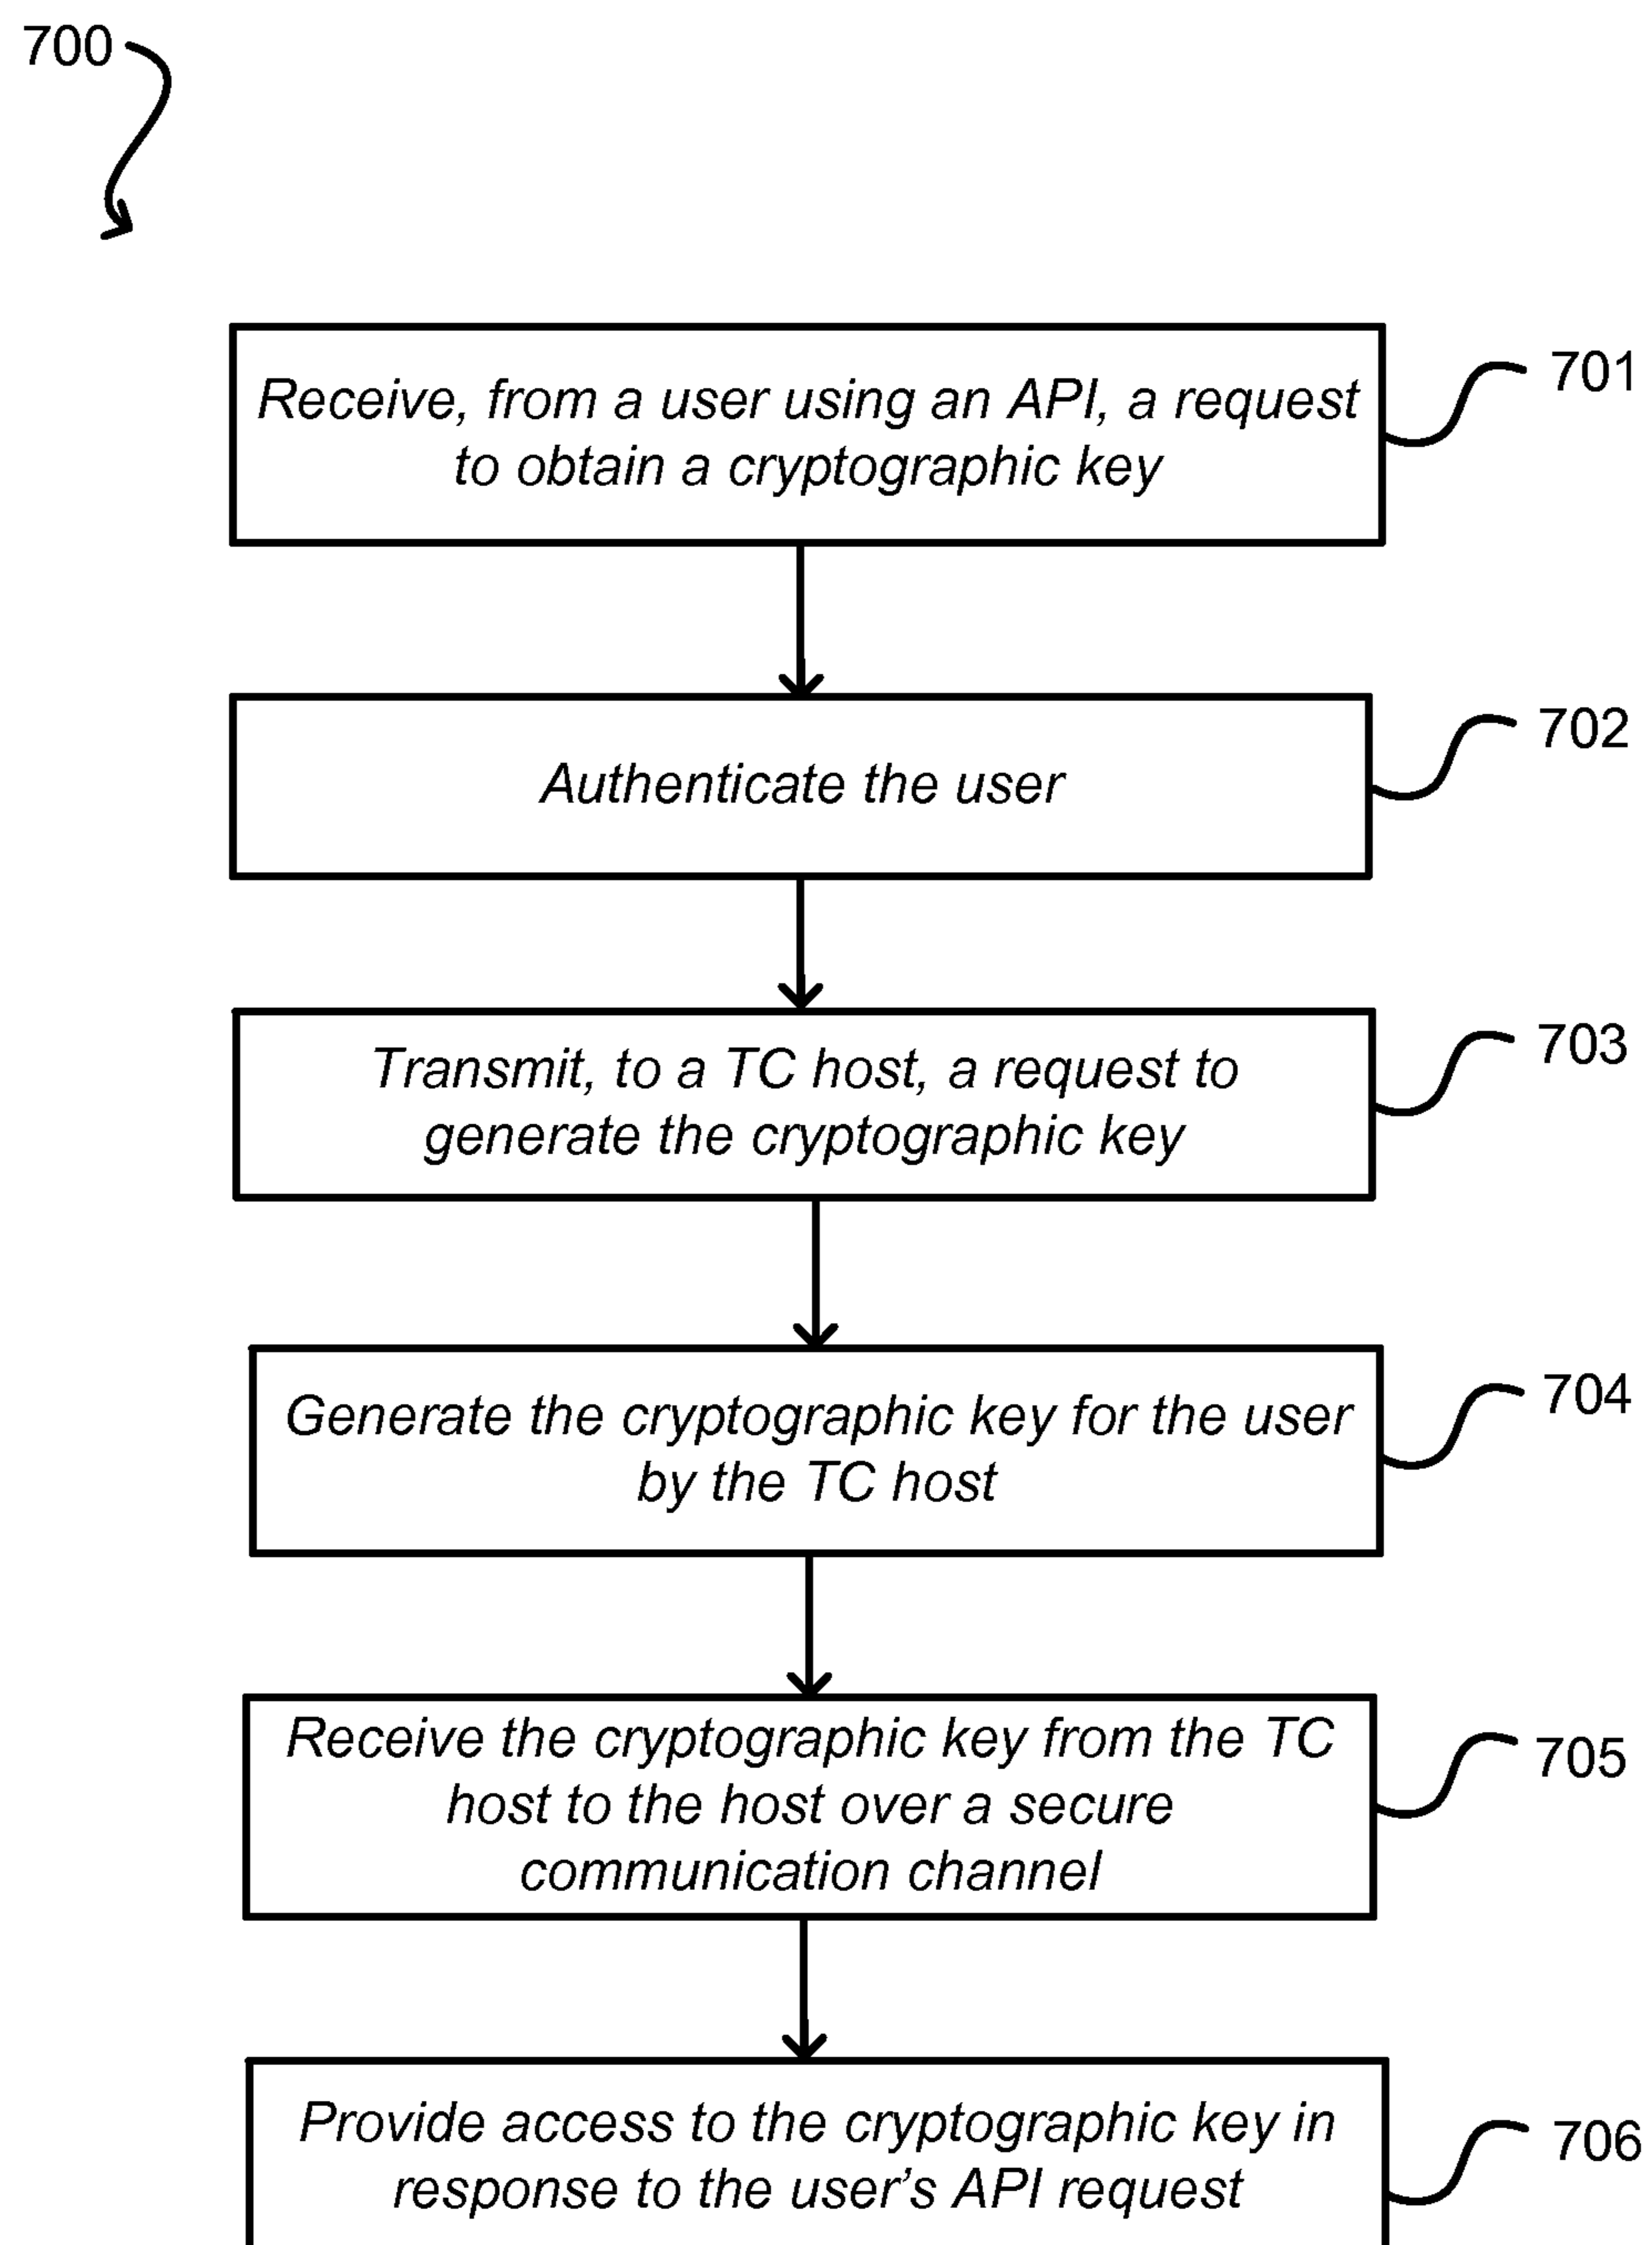 700
Receive, from a user using an API, a request
to obtain a cryptographic key
701
Authenticate the user
702
Transmit, to a TC host, a request to
generate the cryptographic key
703
Generate the cryptographic key for the user
by the TC host
704
Receive the cryptographic key from the TC
host to the host over a secure
communication channel
705
Provide access to the cryptographic key in
response to the user’s API request
706